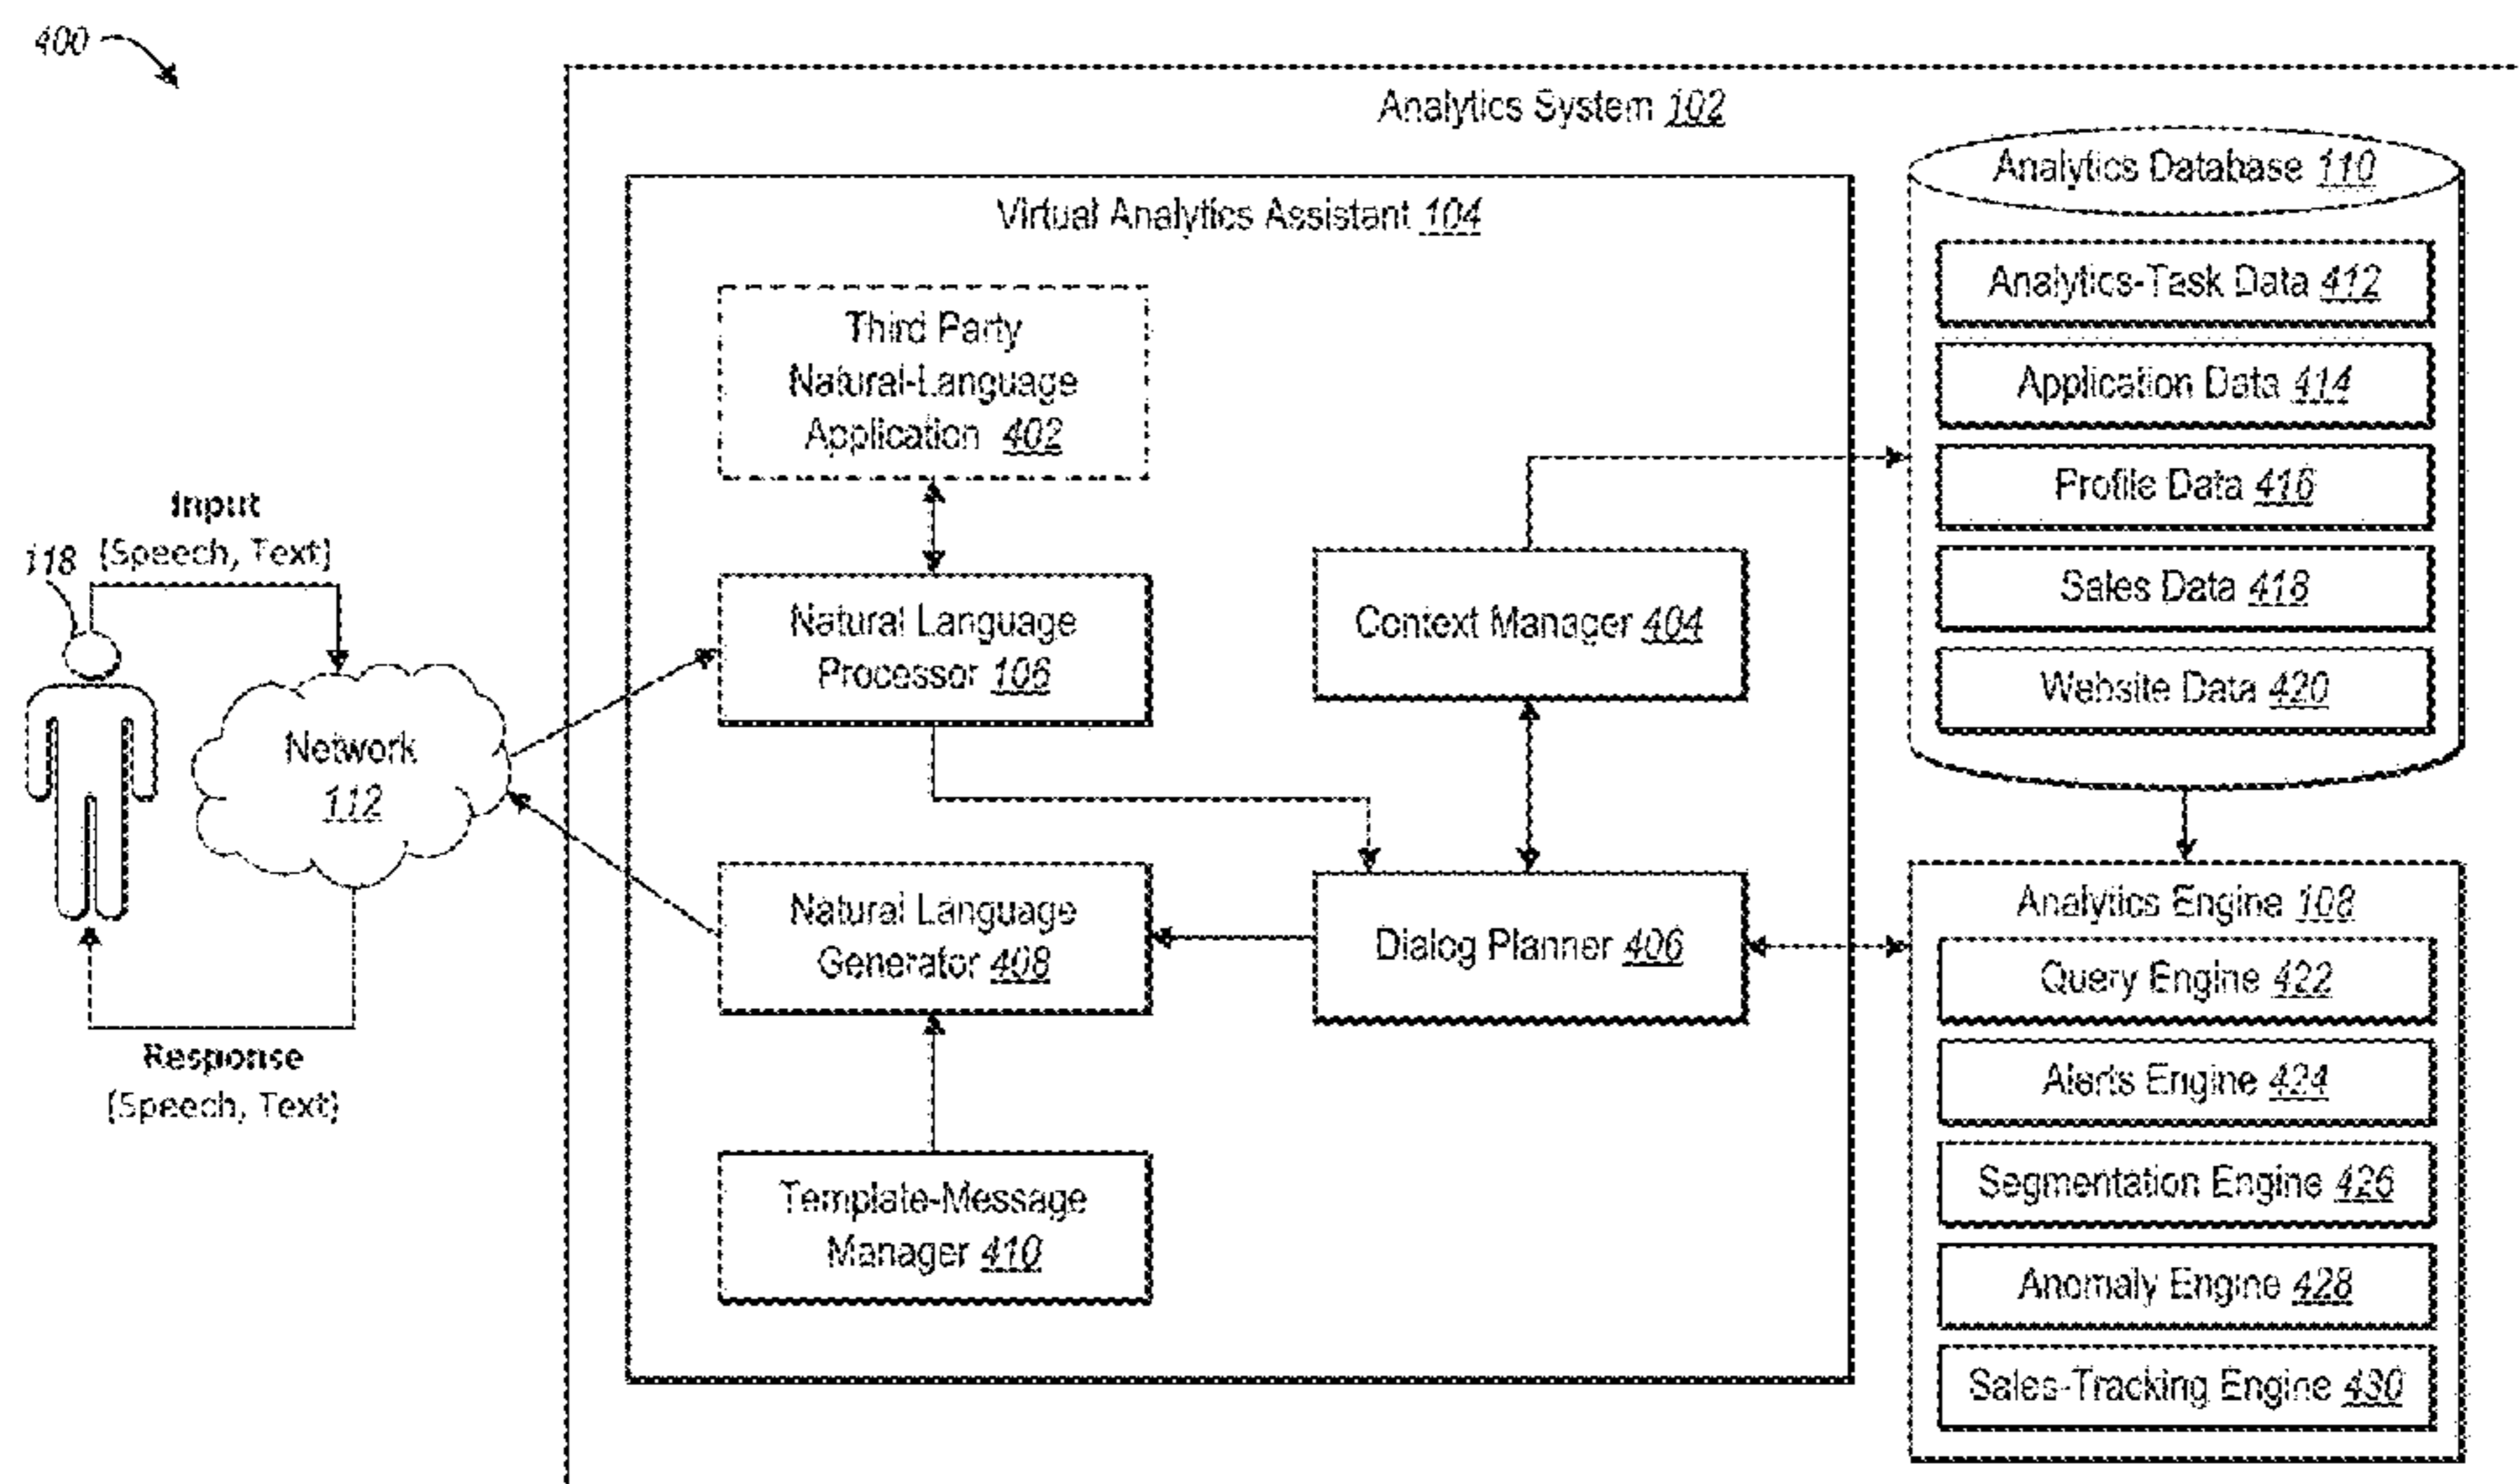 400
Analytics System 102
Virtual Analytics Assistant 104
Third Party
Natural-Language
Application 402
Natural Language
Processor 106
Context Manager 404
Natural Language
Generator 408
Dialog Planner 406
Template-Message
Manager 410
Input
(Speech, Text)
118
Network
112
Response
(Speech, Text)
Analytics Database 110
Analytics-Task Data 412
Application Data 414
Profile Data 416
Sales Data 418
Website Data 420
Analytics Engine 108
Query Engine 422
Alerts Engine 424
Segmentation Engine 426
Anomaly Engine 428
Sales-Tracking Engine 430